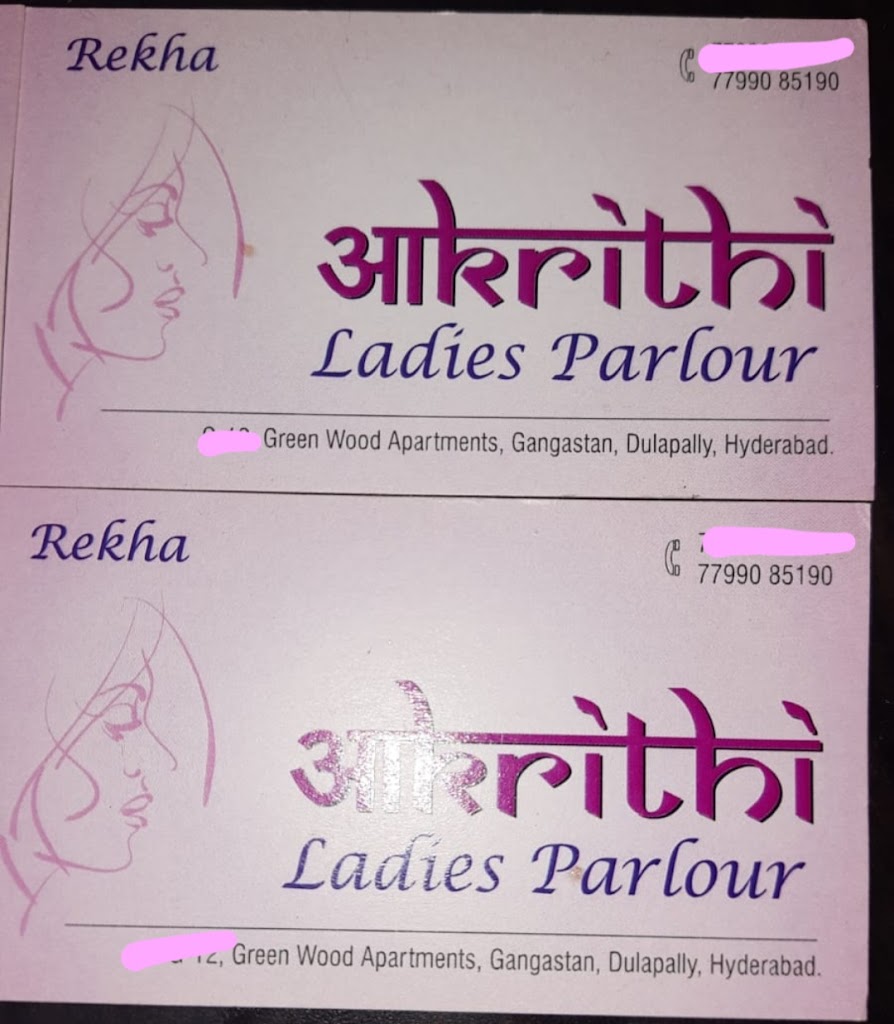 Rekha
77990 85190
आkrithi
Ladies Parlour
Green Wood Apartments, Gangastan, Dulapally, Hyderabad.
Rekha
77990 85190
आkrithi
Ladies Parlour
12, Green Wood Apartments, Gangastan, Dulapally, Hyderabad.